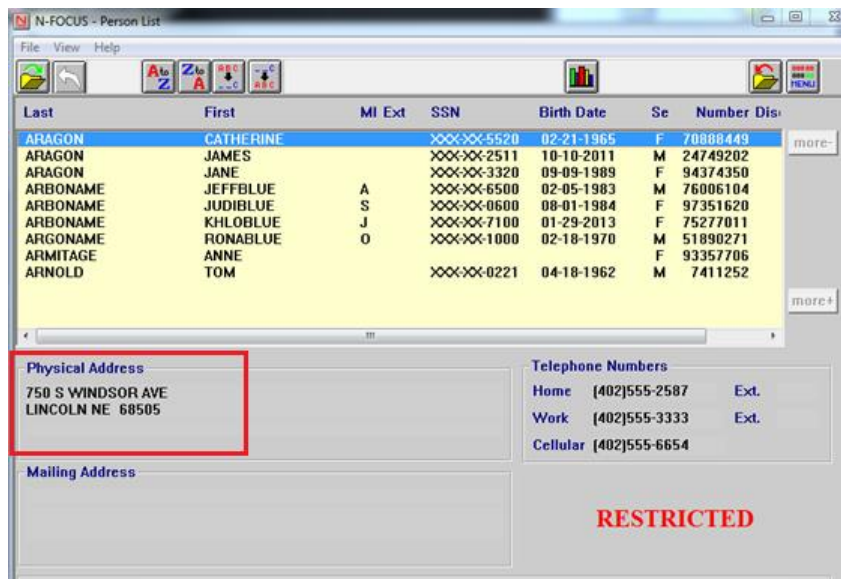 N-FOCUS - Person List
File View Help
A to Z Z to A ABC --C --C ABC MENU
Last First MI Ext SSN Birth Date Se Number Dis
ARAGON CATHERINE XXX-XX-5520 02-21-1965 F 70888449 more-
ARAGON JAMES XXX-XX-2511 10-10-2011 M 24749202
ARAGON JANE XXX-XX-3320 09-09-1989 F 94374350
ARBONAME JEFFBLUE A XXX-XX-6500 02-05-1983 M 76006104
ARBONAME JUDIBLUE S XXX-XX-0600 08-01-1984 F 97351620
ARBONAME KHLOBLUE J XXX-XX-7100 01-29-2013 F 75277011
ARGONAME RONABLUE O XXX-XX-1000 02-18-1970 M 51890271
ARMITAGE ANNE F 93357706
ARNOLD TOM XXX-XX-0221 04-18-1962 M 7411252
more+
Physical Address Telephone Numbers
750 S WINDSOR AVE Home (402)555-2587 Ext.
LINCOLN NE 68505 Work (402)555-3333 Ext.
Cellular (402)555-6654
Mailing Address
RESTRICTED